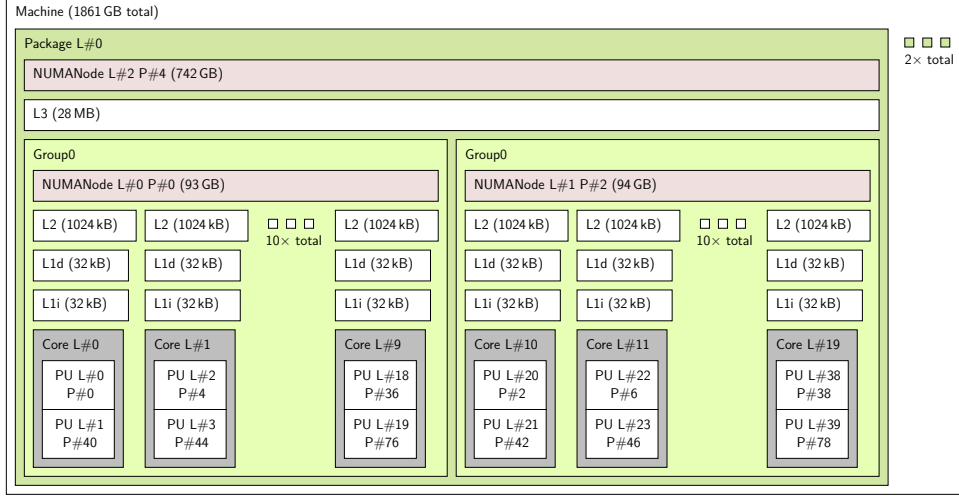 Machine (1861 GB total)
Package L#0
2× total
NUMANode L#2 P#4 (742 GB)
L3 (28 MB)
Group0 Group0
NUMANode L#0 P#0 (93 GB) NUMANode L#1 P#2 (94 GB)
L2 (1024 kB) L2 (1024 kB) L2 (1024 kB) L2 (1024 kB) L2 (1024 kB) L2 (1024 kB)
10× total 10× total
L1d (32 kB) L1d (32 kB) L1d (32 kB) L1d (32 kB) L1d (32 kB) L1d (32 kB)
L1i (32 kB) L1i (32 kB) L1i (32 kB) L1i (32 kB) L1i (32 kB) L1i (32 kB)
Core L#0 Core L#1 Core L#9 Core L#10 Core L#11 Core L#19
PU L#0 PU L#2 PU L#18 PU L#20 PU L#22 PU L#38
P#0 P#4 P#36 P#2 P#6 P#38
PU L#1 PU L#3 PU L#19 PU L#21 PU L#23 PU L#39
P#40 P#44 P#76 P#42 P#46 P#78